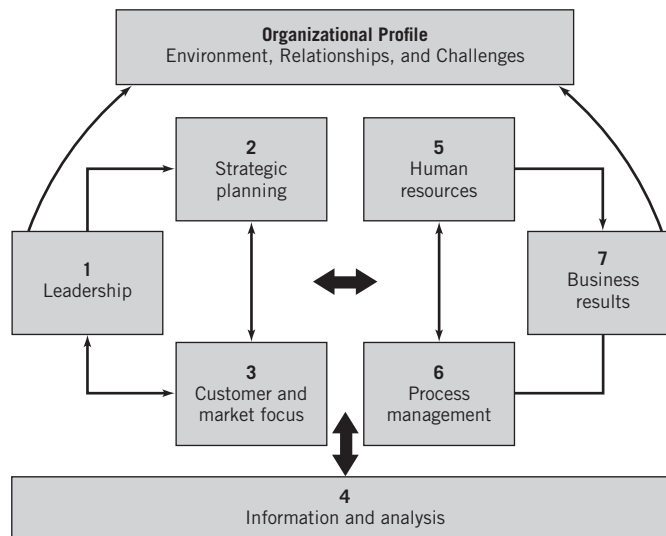 Organizational Profile
Environment, Relationships, and Challenges
2
Strategic
planning
5
Human
resources
1
Leadership
7
Business
results
3
Customer and
market focus
6
Process
management
4
Information and analysis